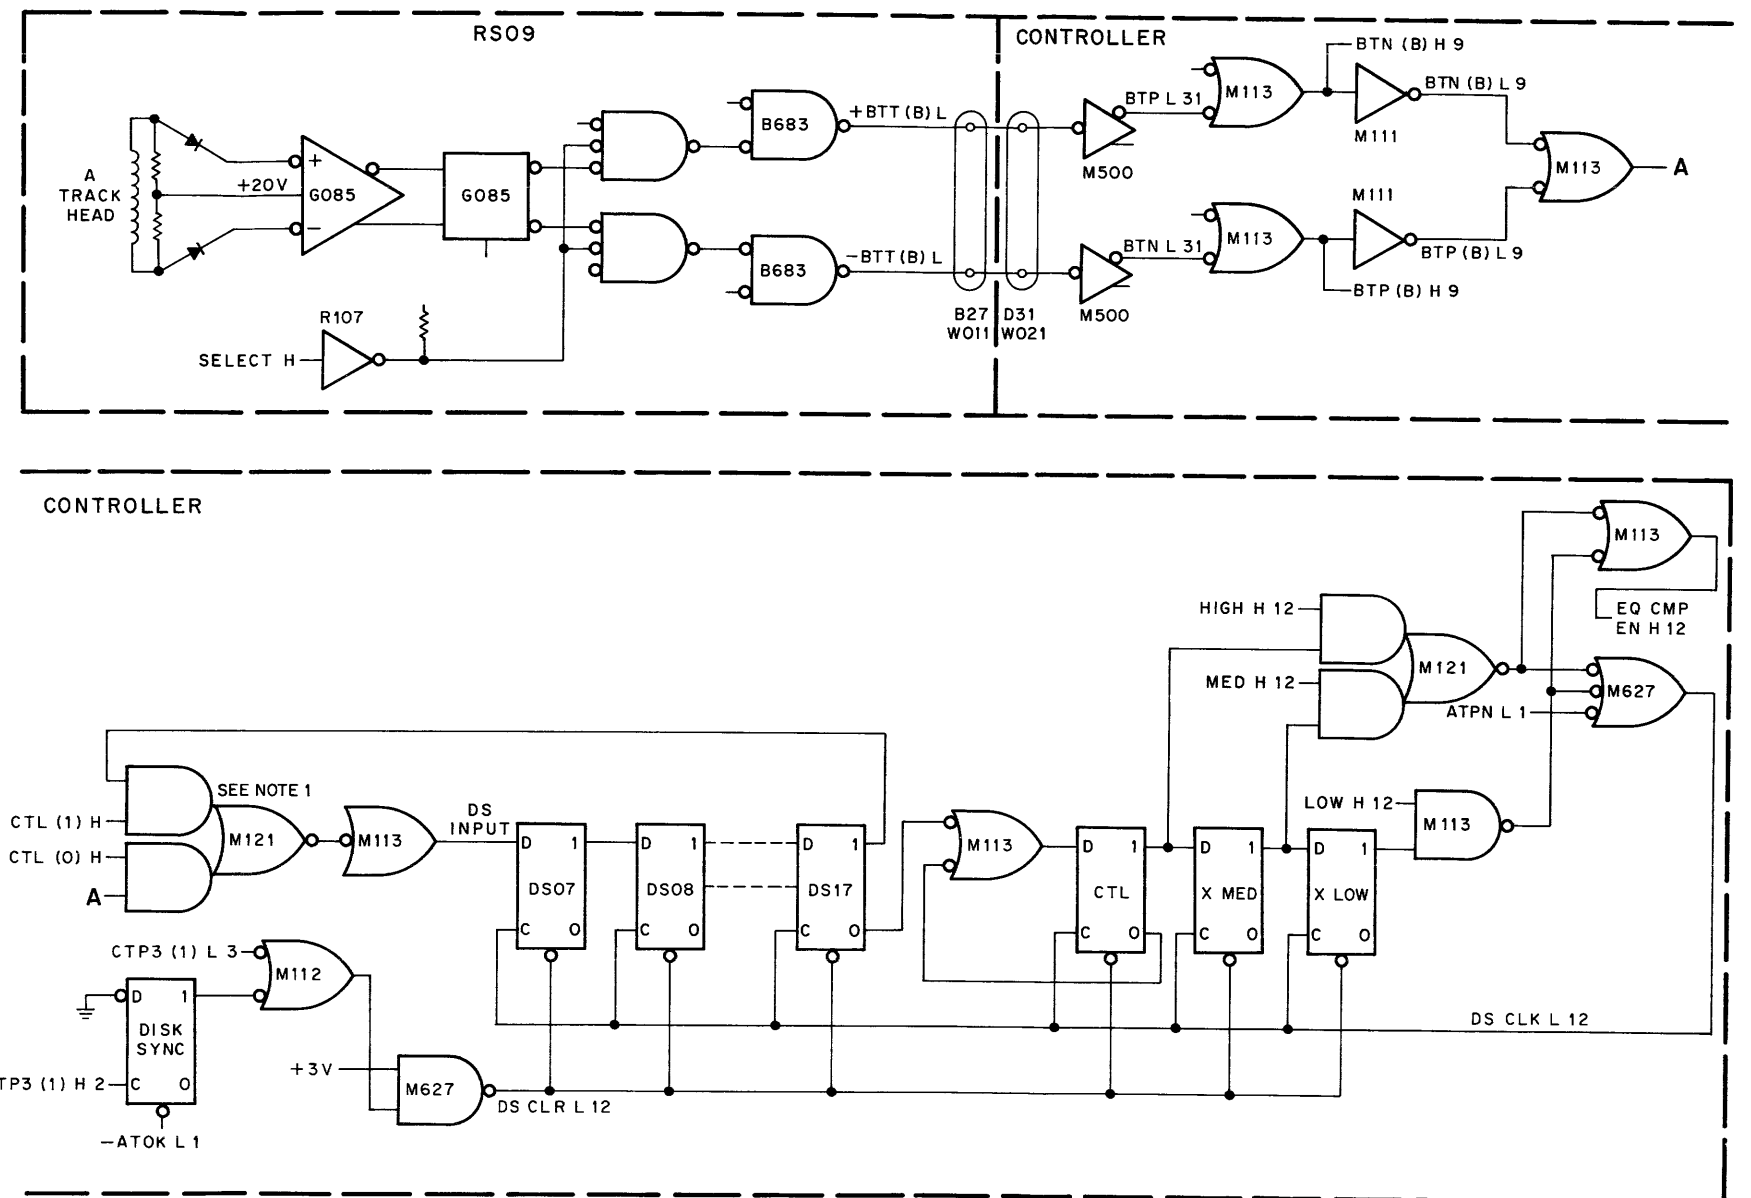 RS09
CONTROLLER
BTN (B) H 9
BTP L 31
M113
BTN (B) L 9
M111
+BTT (B) L
B683
M500
A
TRACK
HEAD
+
+20V
G085
−
G085
M113
A
M111
BTN L 31
M113
BTP (B) L 9
−BTT (B) L
B683
BTP (B) H 9
M500
B27
W011
D31
W021
R107
SELECT H
CONTROLLER
M113
EQ CMP
EN H 12
HIGH H 12
M121
MED H 12
M627
ATPN L 1
SEE NOTE 1
CTL (1) H
M121
M113
CTL (0) H
A
DS
INPUT
D 1
DS07
C 0
D 1
DS08
C 0
D 1
DS17
C 0
M113
D 1
CTL
C 0
D 1
X MED
C 0
D 1
X LOW
C 0
LOW H 12
M113
CTP3 (1) L 3
M112
D 1
DISK
SYNC
C 0
TP3 (1) H 2
−ATOK L 1
+3V
M627
DS CLR L 12
DS CLK L 12